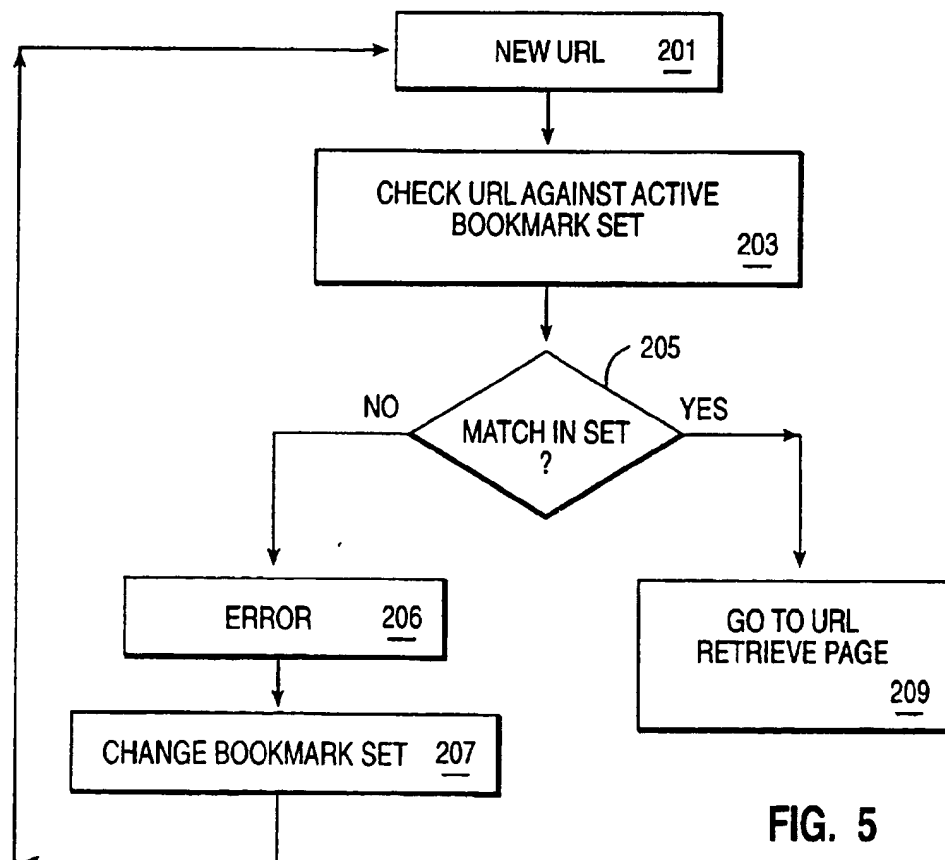 NEW URL 201
CHECK URL AGAINST ACTIVE
BOOKMARK SET
203
205
NO
YES
MATCH IN SET
?
ERROR 206
GO TO URL
RETRIEVE PAGE
209
CHANGE BOOKMARK SET 207
FIG. 5